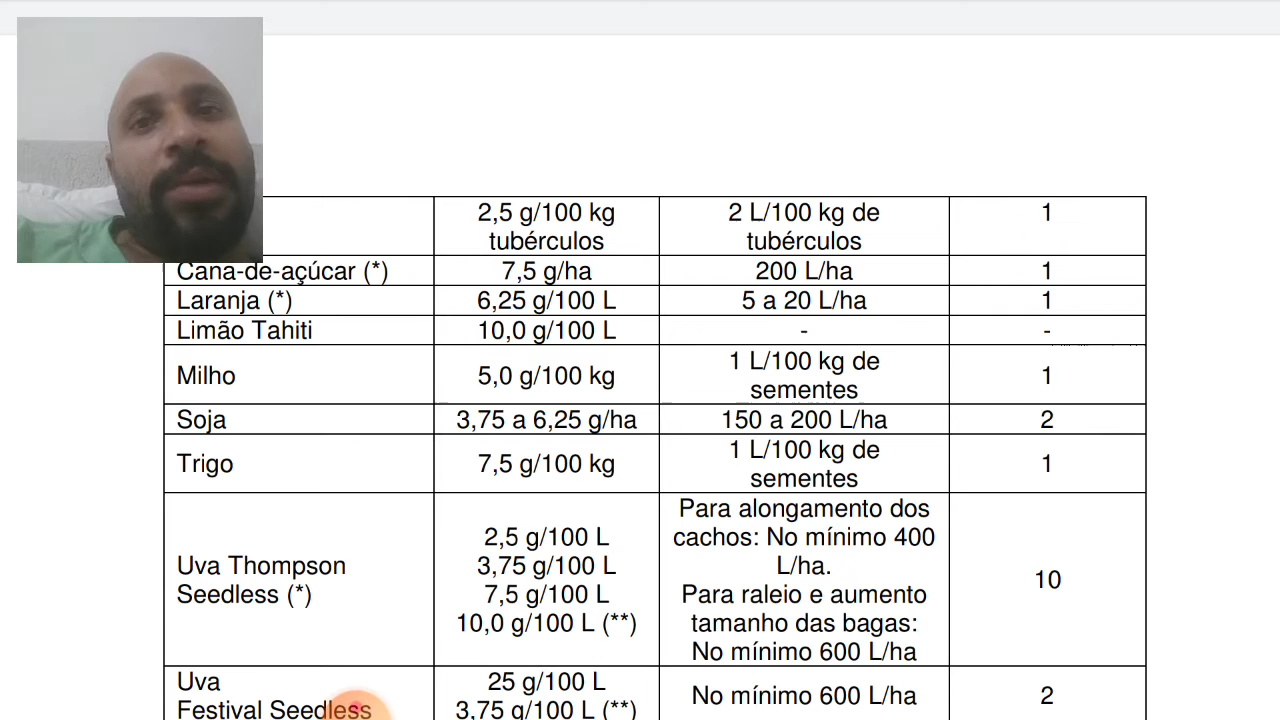 2,5 g/100 kg
tubérculos
2 L/100 kg de
tubérculos
1
Cana-de-açúcar (*)
7,5 g/ha
200 L/ha
1
Laranja (*)
6,25 g/100 L
5 a 20 L/ha
1
Limão Tahiti
10,0 g/100 L
-
-
Milho
5,0 g/100 kg
1 L/100 kg de
sementes
1
Soja
3,75 a 6,25 g/ha
150 a 200 L/ha
2
Trigo
7,5 g/100 kg
1 L/100 kg de
sementes
1
Uva Thompson
Seedless (*)
2,5 g/100 L
3,75 g/100 L
7,5 g/100 L
10,0 g/100 L (**)
Para alongamento dos
cachos: No mínimo 400
L/ha.
Para raleio e aumento
tamanho das bagas:
No mínimo 600 L/ha
10
Uva
Festival Seedless
25 g/100 L
3,75 g/100 L (**)
No mínimo 600 L/ha
2